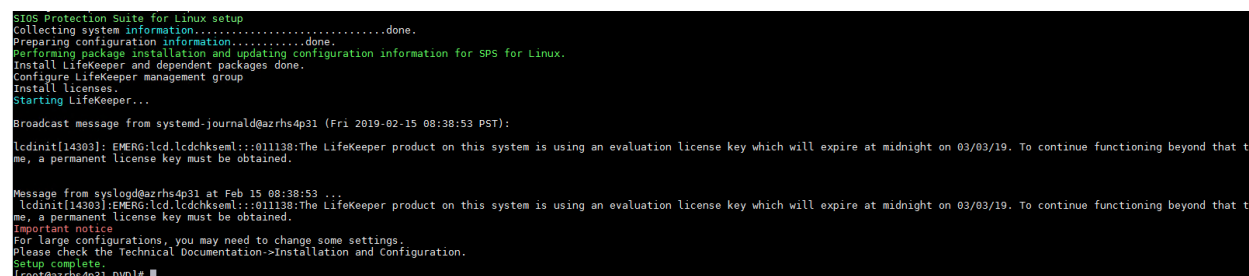 SIOS Protection Suite for Linux setup
Collecting system information...............................done.
Preparing configuration information............done.
Performing package installation and updating configuration information for SPS for Linux.
Install LifeKeeper and dependent packages done.
Configure LifeKeeper management group
Install licenses.
Starting LifeKeeper...
Broadcast message from systemd-journald@azrhs4p31 (Fri 2019-02-15 08:38:53 PST):
lcdinit[14303]: EMERG:lcd.lcdchkseml:::011138:The LifeKeeper product on this system is using an evaluation license key which will expire at midnight on 03/03/19. To continue functioning beyond that t
me, a permanent license key must be obtained.
Message from syslogd@azrhs4p31 at Feb 15 08:38:53 ...
lcdinit[14303]:EMERG:lcd.lcdchkseml:::011138:The LifeKeeper product on this system is using an evaluation license key which will expire at midnight on 03/03/19. To continue functioning beyond that t
me, a permanent license key must be obtained.
Important notice
For large configurations, you may need to change some settings.
Please check the Technical Documentation->Installation and Configuration.
Setup complete.
[root@azrhs4p31 DVD]#